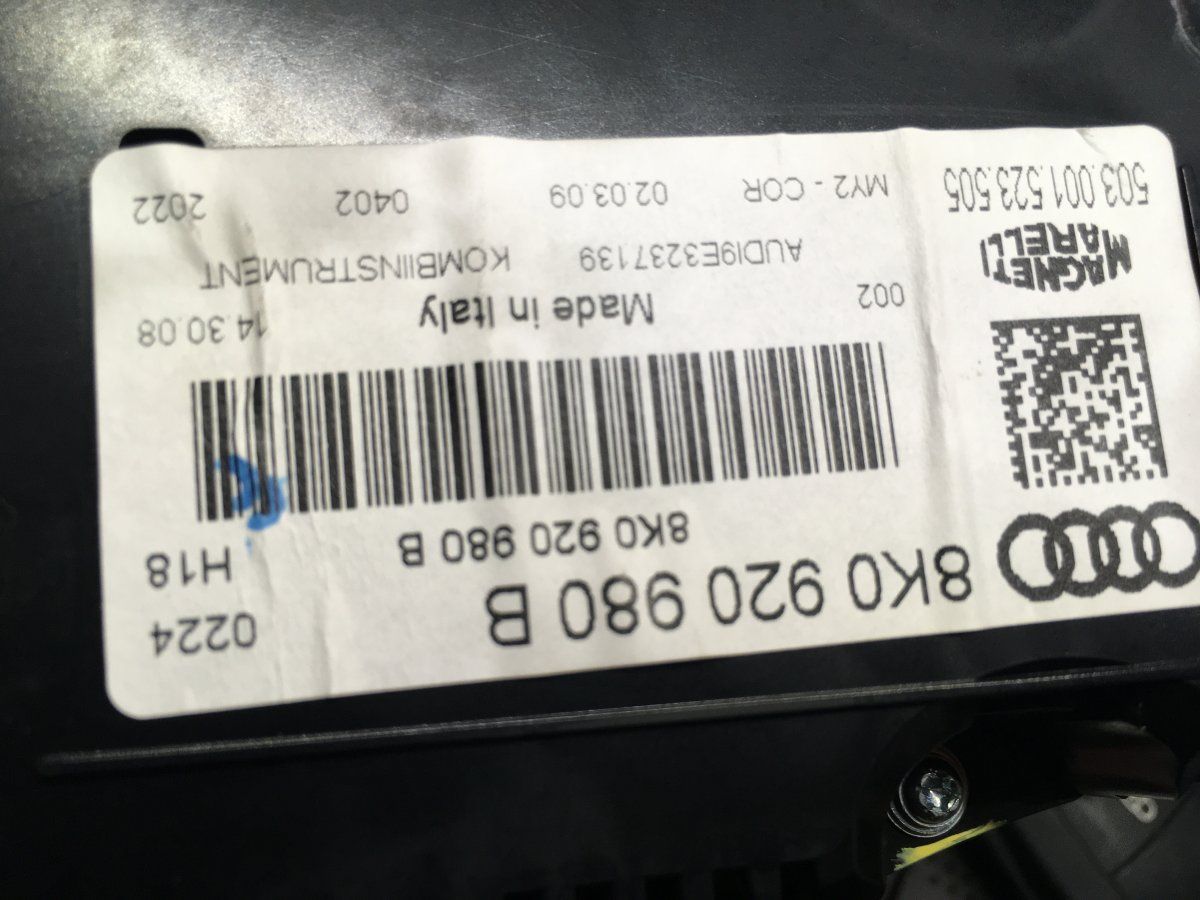 8K0 920 980 B 0224
8K0 920 980 B H18
002 Made in Italy 14.30.08
MAGNETI
MARELLI
AUDI9E3237139 KOMBIINSTRUMENT
503.001.523.505 MY2 - COR 02.03.09 0402 2022